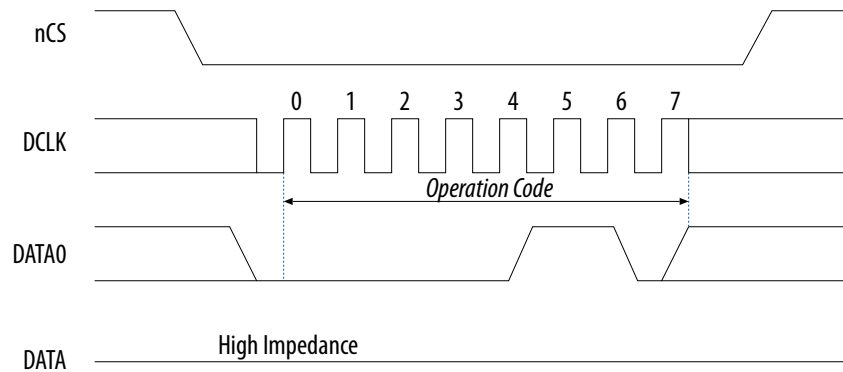 nCS
0 1 2 3 4 5 6 7
DCLK
Operation Code
DATA0
High Impedance
DATA